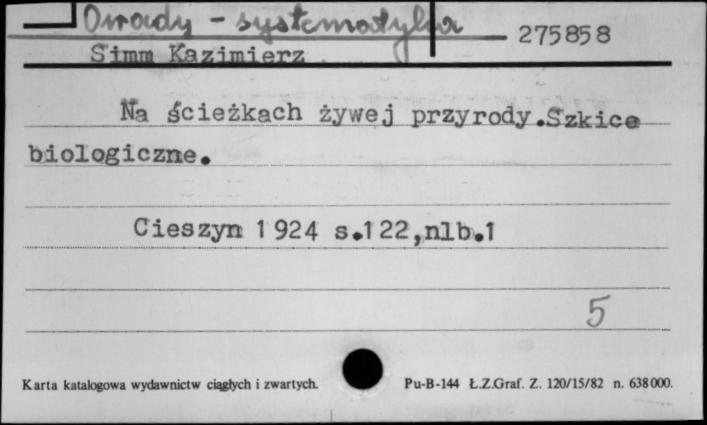 Owady - systematyka
275858
Simm Kazimierz
Na ścieżkach żywej przyrody.Szkice
biologiczne.
Cieszyn 1924 s.122,nlb.1
5
Karta katalogowa wydawnictw ciągłych i zwartych.
Pu-B-144 Ł.Z.Graf. Z. 120/15/82 n. 638000.